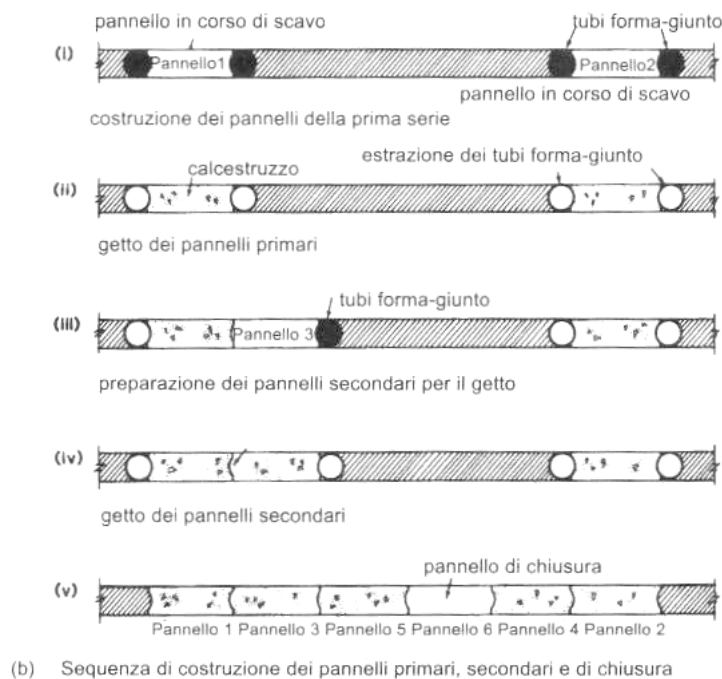 pannello in corso di scavo tubi forma-giunto
(i) Pannello1 Pannello2
pannello in corso di scavo
costruzione dei pannelli della prima serie
calcestruzzo estrazione dei tubi forma-giunto
(ii)
getto dei pannelli primari
tubi forma-giunto
(iii) Pannello 3
preparazione dei pannelli secondari per il getto
(iv)
getto dei pannelli secondari
pannello di chiusura
(v)
Pannello 1 Pannello 3 Pannello 5 Pannello 6 Pannello 4 Pannello 2
(b) Sequenza di costruzione dei pannelli primari, secondari e di chiusura